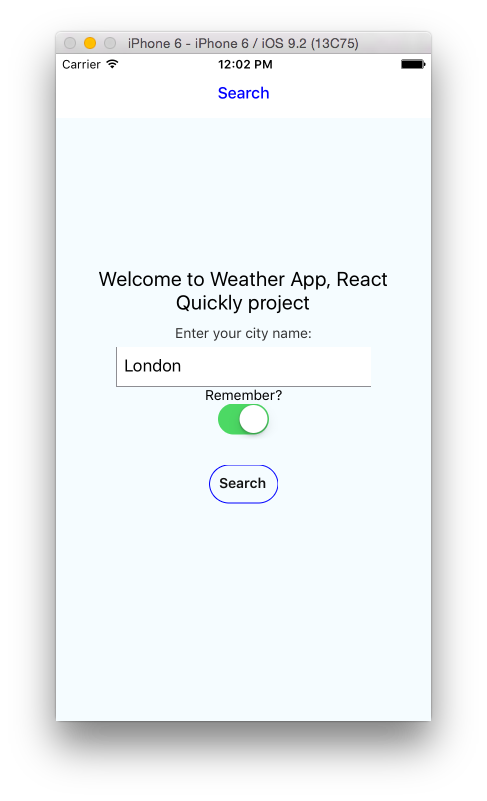 iPhone 6 - iPhone 6 / iOS 9.2 (13C75)
Carrier 12:02 PM
Search
Welcome to Weather App, React
Quickly project
Enter your city name:
London
Remember?
Search